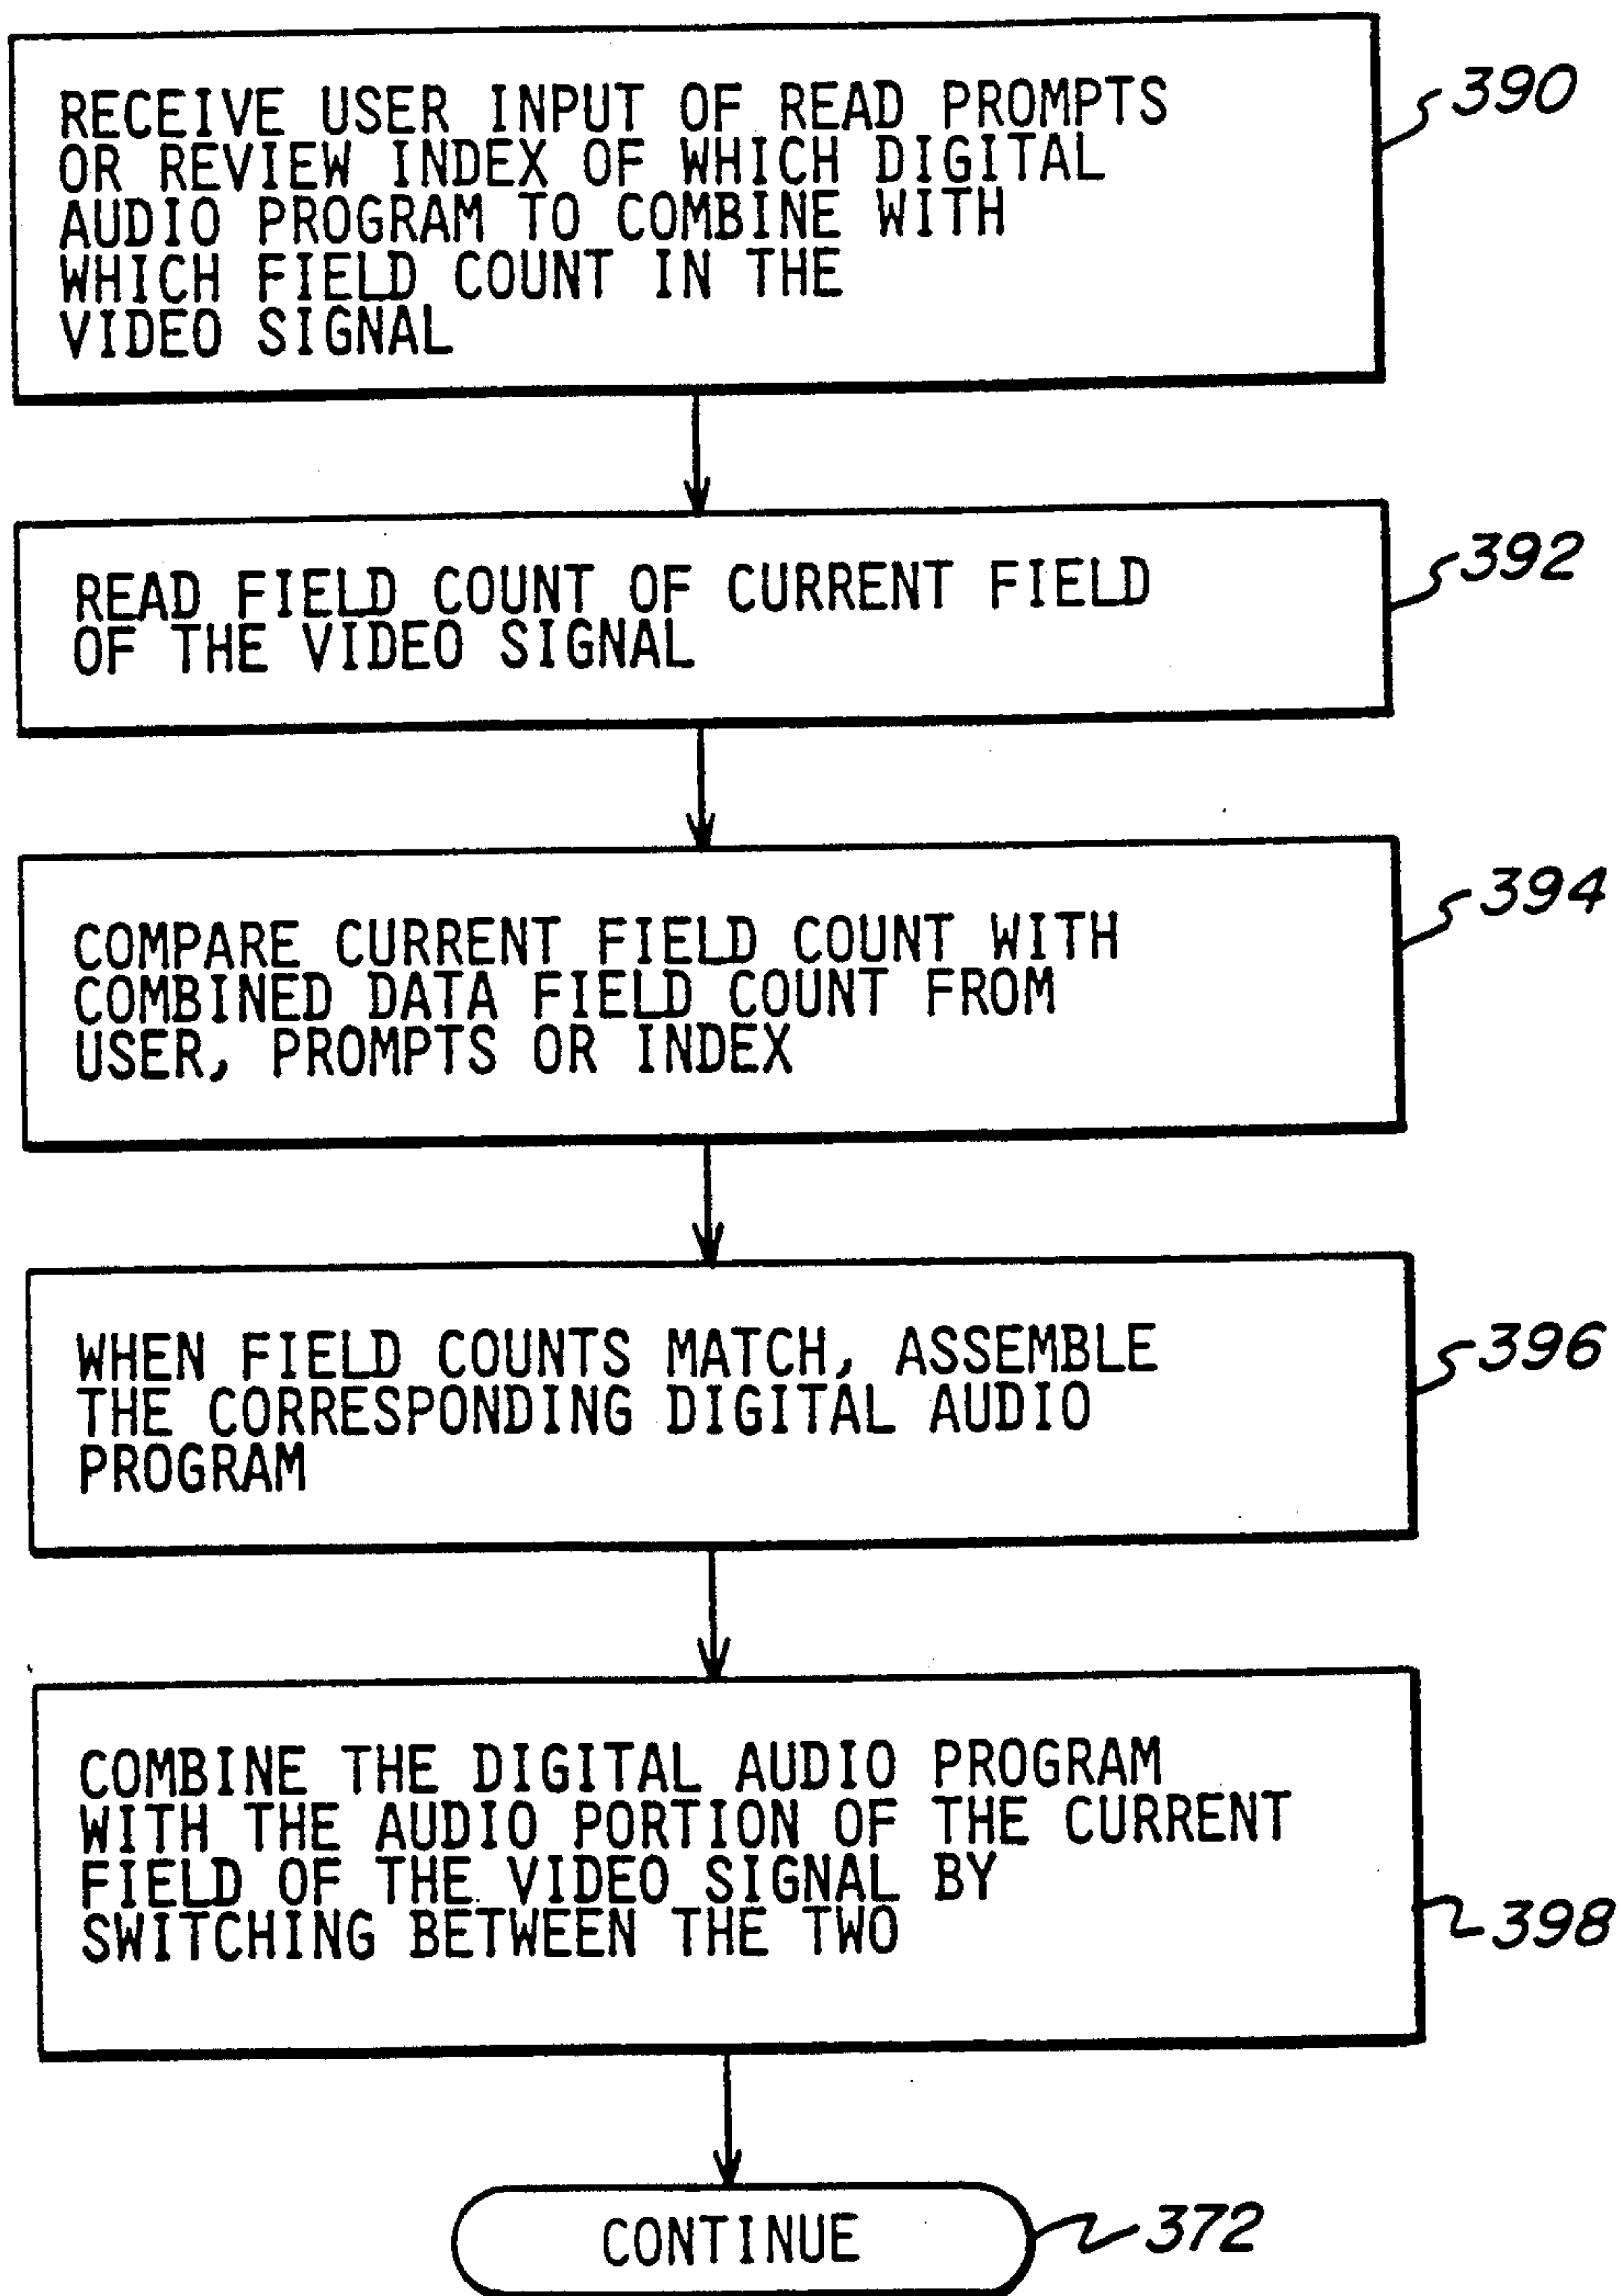 RECEIVE USER INPUT OF READ PROMPTS
OR REVIEW INDEX OF WHICH DIGITAL
AUDIO PROGRAM TO COMBINE WITH
WHICH FIELD COUNT IN THE
VIDEO SIGNAL
390
READ FIELD COUNT OF CURRENT FIELD
OF THE VIDEO SIGNAL
392
COMPARE CURRENT FIELD COUNT WITH
COMBINED DATA FIELD COUNT FROM
USER, PROMPTS OR INDEX
394
WHEN FIELD COUNTS MATCH, ASSEMBLE
THE CORRESPONDING DIGITAL AUDIO
PROGRAM
396
COMBINE THE DIGITAL AUDIO PROGRAM
WITH THE AUDIO PORTION OF THE CURRENT
FIELD OF THE VIDEO SIGNAL BY
SWITCHING BETWEEN THE TWO
398
CONTINUE
372